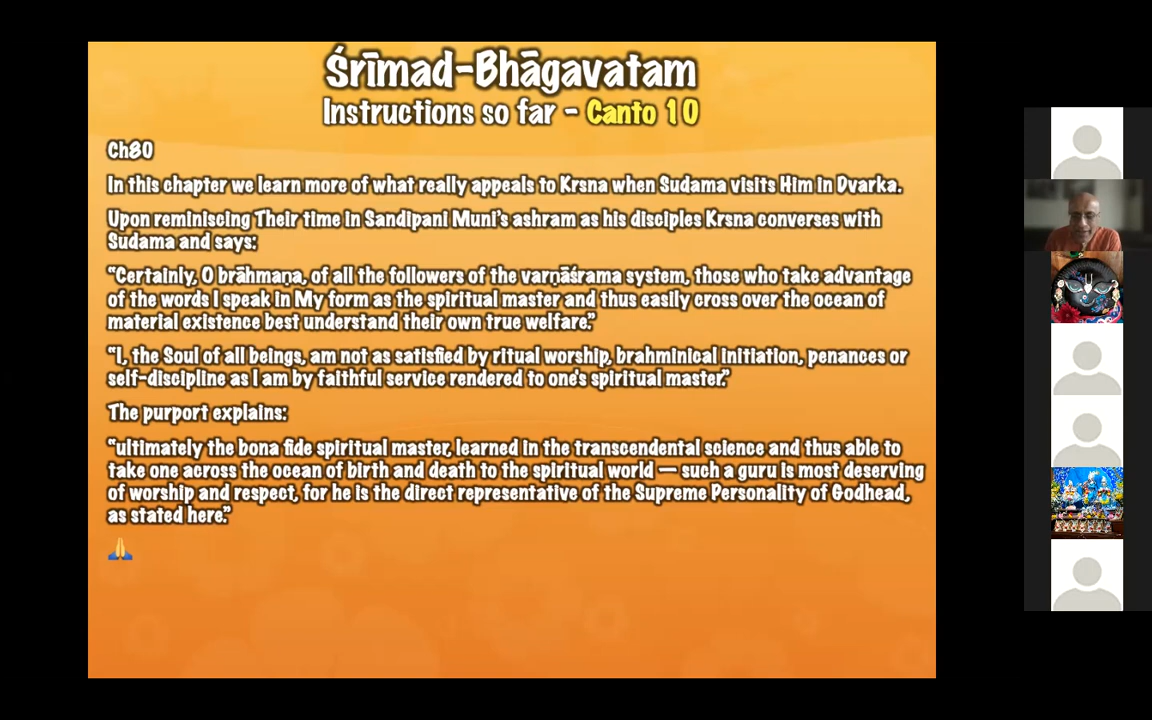 Śrīmad-Bhāgavatam
Instructions so far - Canto 10
Ch80
In this chapter we learn more of what really appeals to Krsna when Sudama visits Him in Dvarka.
Upon reminiscing Their time in Sandipani Muni's ashram as his disciples Krsna converses with
Sudama and says:
“Certainly, O brāhmaṇa, of all the followers of the varṇāśrama system, those who take advantage
of the words I speak in My form as the spiritual master and thus easily cross over the ocean of
material existence best understand their own true welfare.”
“I, the Soul of all beings, am not as satisfied by ritual worship, brahminical initiation, penances or
self-discipline as I am by faithful service rendered to one's spiritual master.”
The purport explains:
“ultimately the bona fide spiritual master, learned in the transcendental science and thus able to
take one across the ocean of birth and death to the spiritual world — such a guru is most deserving
of worship and respect, for he is the direct representative of the Supreme Personality of Godhead,
as stated here.”
🙏